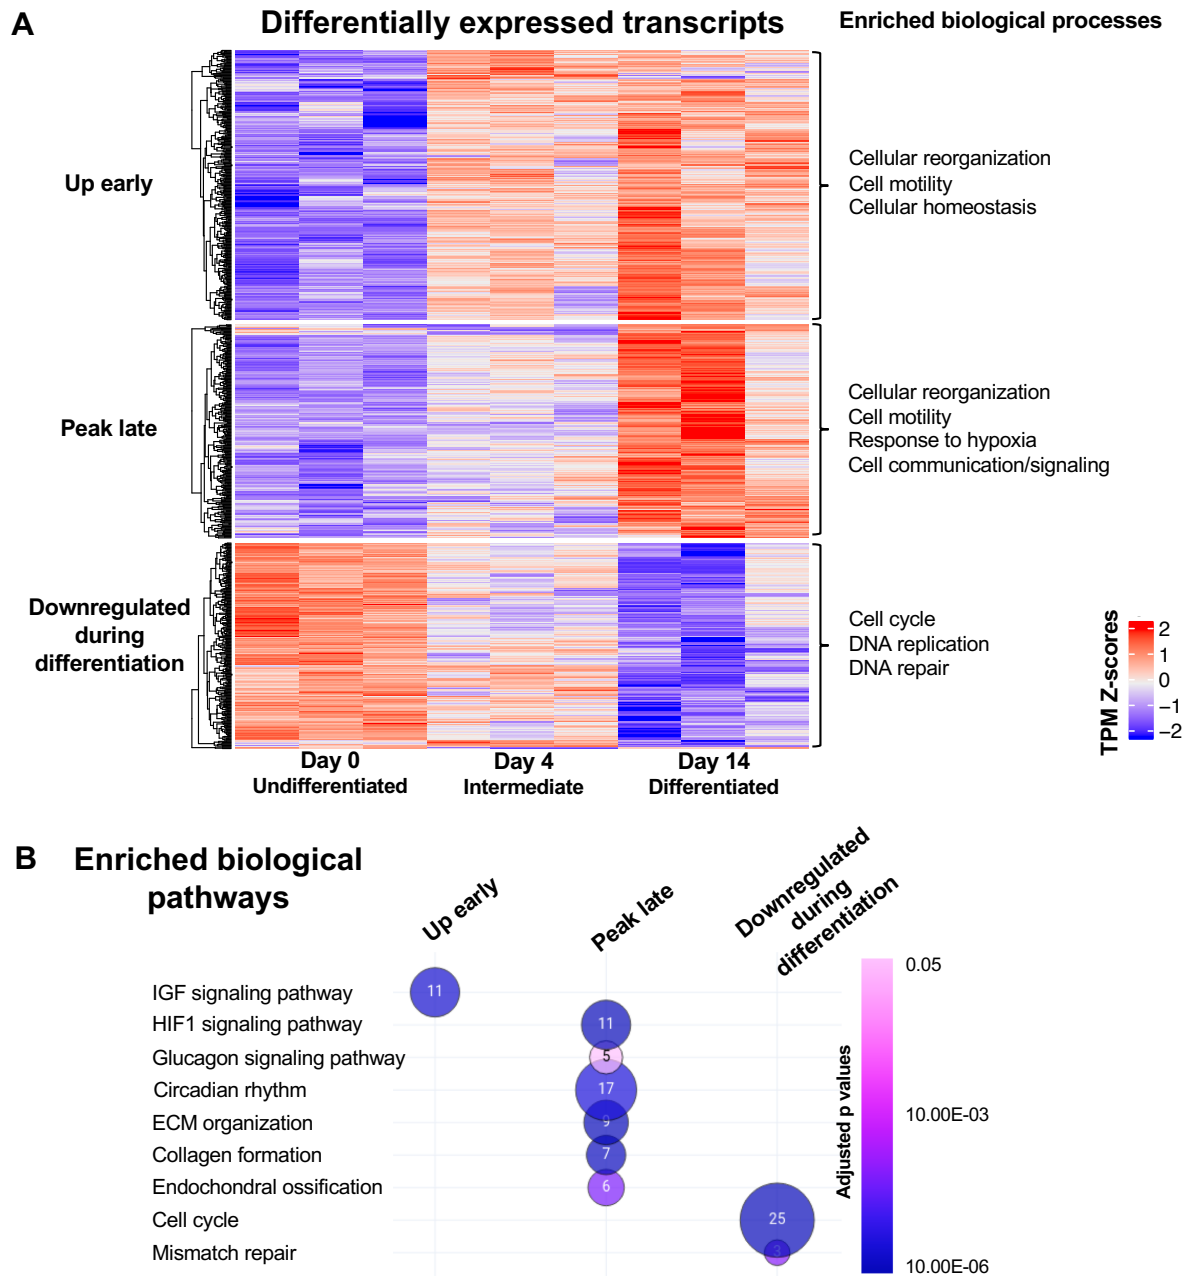 A
Differentially expressed transcripts
Enriched biological processes
Up early
Cellular reorganization
Cell motility
Cellular homeostasis
Peak late
Cellular reorganization
Cell motility
Response to hypoxia
Cell communication/signaling
Downregulated
during
differentiation
Cell cycle
DNA replication
DNA repair
TPM Z-scores
2
1
0
−1
−2
Day 0
Undifferentiated
Day 4
Intermediate
Day 14
Differentiated
B
Enriched biological
pathways
Up early
Peak late
Downregulated
during
differentiation
IGF signaling pathway
11
HIF1 signaling pathway
11
Glucagon signaling pathway
5
Circadian rhythm
17
ECM organization
9
Collagen formation
7
Endochondral ossification
6
Cell cycle
25
Mismatch repair
3
Adjusted p values
0.05
10.00E-03
10.00E-06